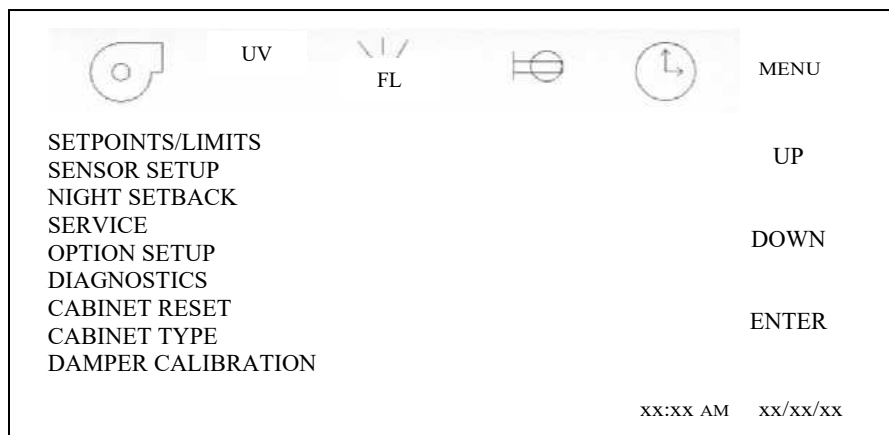 UV
FL
MENU
SETPOINTS/LIMITS
SENSOR SETUP
NIGHT SETBACK
SERVICE
OPTION SETUP
DIAGNOSTICS
CABINET RESET
CABINET TYPE
DAMPER CALIBRATION
UP
DOWN
ENTER
xx:xx AM xx/xx/xx